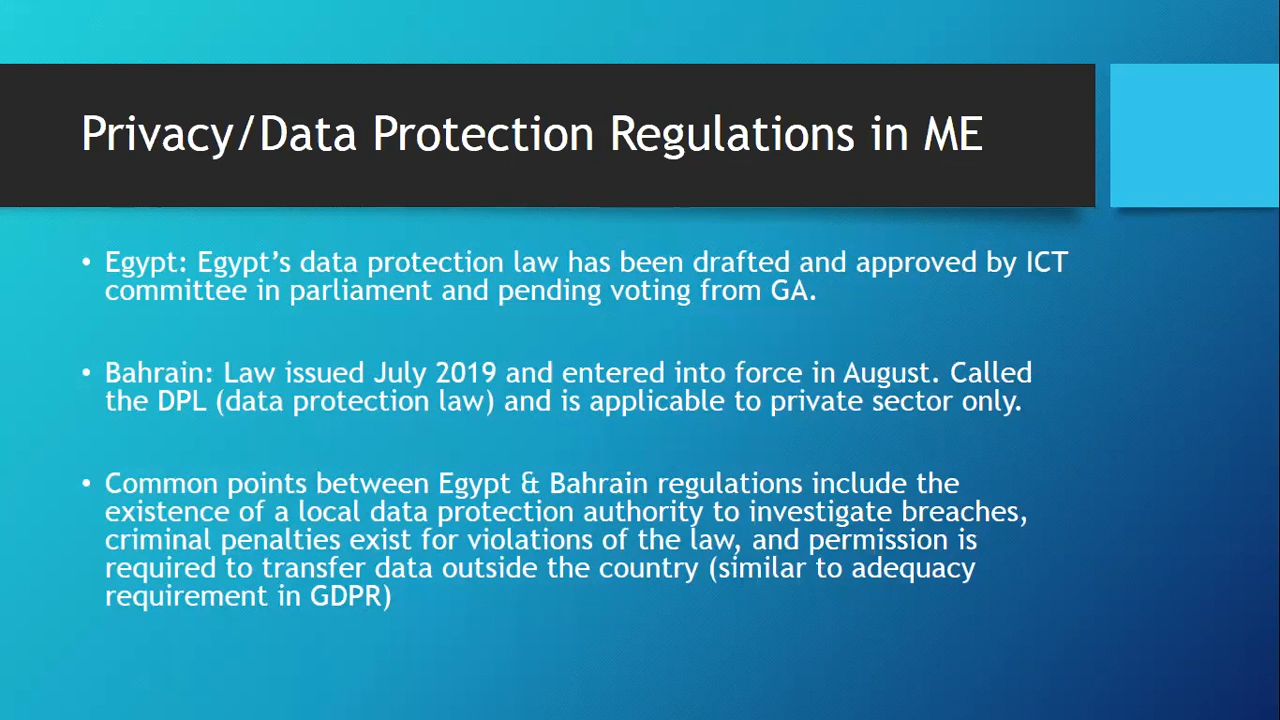 Privacy/Data Protection Regulations in ME
• Egypt: Egypt’s data protection law has been drafted and approved by ICT
committee in parliament and pending voting from GA.
• Bahrain: Law issued July 2019 and entered into force in August. Called
the DPL (data protection law) and is applicable to private sector only.
• Common points between Egypt & Bahrain regulations include the
existence of a local data protection authority to investigate breaches,
criminal penalties exist for violations of the law, and permission is
required to transfer data outside the country (similar to adequacy
requirement in GDPR)